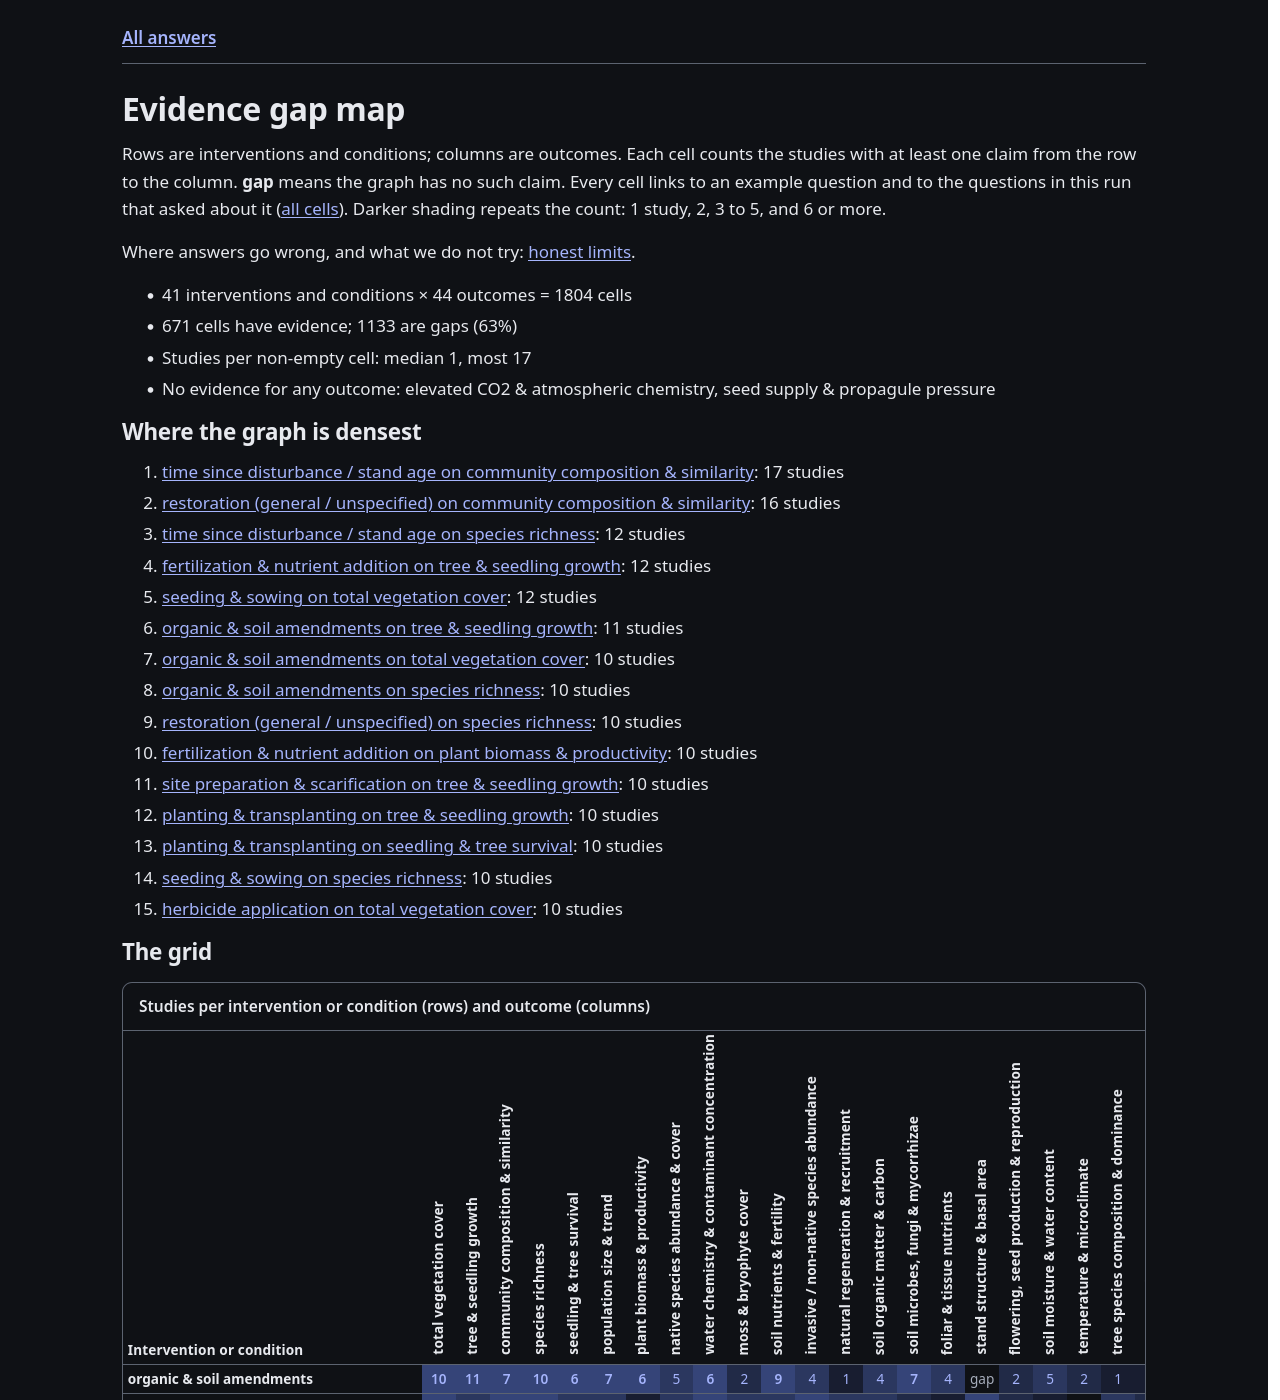 All answers
Evidence gap map
Rows are interventions and conditions; columns are outcomes. Each cell counts the studies with at least one claim from the row
to the column. gap means the graph has no such claim. Every cell links to an example question and to the questions in this run
that asked about it (all cells). Darker shading repeats the count: 1 study, 2, 3 to 5, and 6 or more.
Where answers go wrong, and what we do not try: honest limits.
• 41 interventions and conditions × 44 outcomes = 1804 cells
• 671 cells have evidence; 1133 are gaps (63%)
• Studies per non-empty cell: median 1, most 17
• No evidence for any outcome: elevated CO2 & atmospheric chemistry, seed supply & propagule pressure
Where the graph is densest
1. time since disturbance / stand age on community composition & similarity: 17 studies
2. restoration (general / unspecified) on community composition & similarity: 16 studies
3. time since disturbance / stand age on species richness: 12 studies
4. fertilization & nutrient addition on tree & seedling growth: 12 studies
5. seeding & sowing on total vegetation cover: 12 studies
6. organic & soil amendments on tree & seedling growth: 11 studies
7. organic & soil amendments on total vegetation cover: 10 studies
8. organic & soil amendments on species richness: 10 studies
9. restoration (general / unspecified) on species richness: 10 studies
10. fertilization & nutrient addition on plant biomass & productivity: 10 studies
11. site preparation & scarification on tree & seedling growth: 10 studies
12. planting & transplanting on tree & seedling growth: 10 studies
13. planting & transplanting on seedling & tree survival: 10 studies
14. seeding & sowing on species richness: 10 studies
15. herbicide application on total vegetation cover: 10 studies
The grid
Studies per intervention or condition (rows) and outcome (columns)
Intervention or condition
total vegetation cover
tree & seedling growth
community composition & similarity
species richness
seedling & tree survival
population size & trend
plant biomass & productivity
native species abundance & cover
water chemistry & contaminant concentration
moss & bryophyte cover
soil nutrients & fertility
invasive / non-native species abundance
natural regeneration & recruitment
soil organic matter & carbon
soil microbes, fungi & mycorrhizae
foliar & tissue nutrients
stand structure & basal area
flowering, seed production & reproduction
soil moisture & water content
temperature & microclimate
tree species composition & dominance
organic & soil amendments 10 11 7 10 6 7 6 5 6 2 9 4 1 4 7 4 gap 2 5 2 1